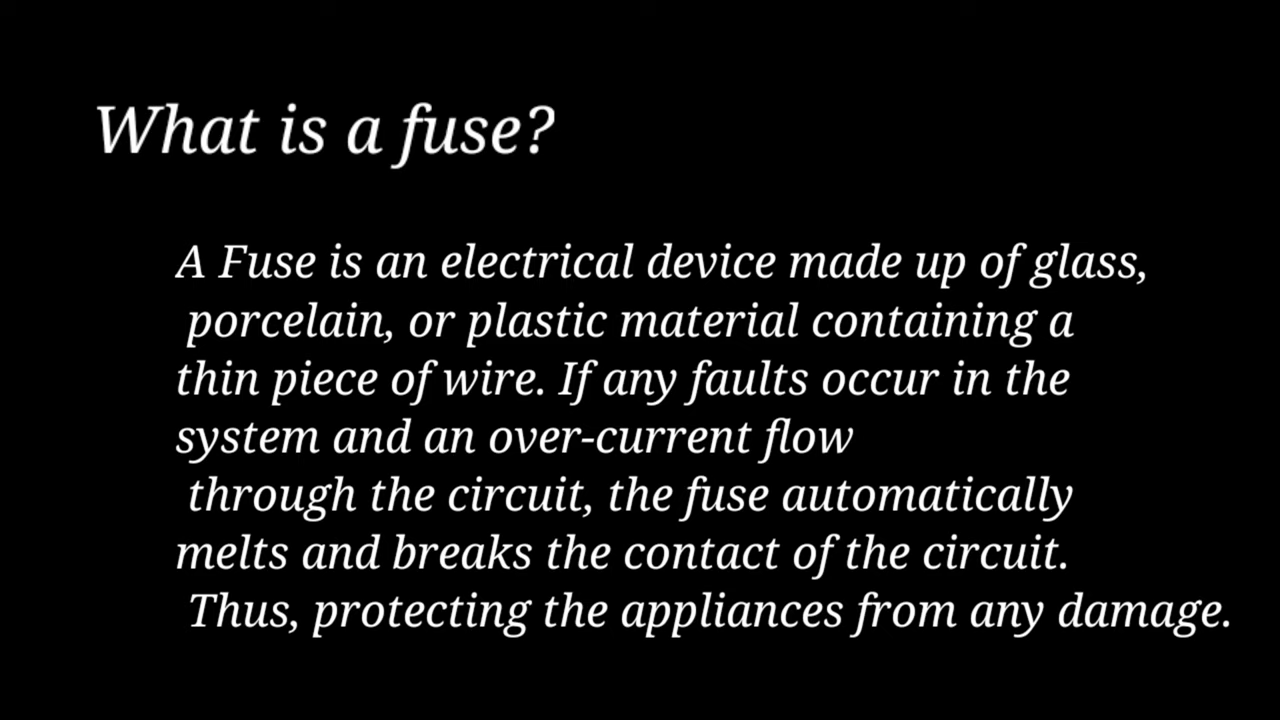 What is a fuse?
A Fuse is an electrical device made up of glass,
porcelain, or plastic material containing a
thin piece of wire. If any faults occur in the
system and an over-current flow
through the circuit, the fuse automatically
melts and breaks the contact of the circuit.
Thus, protecting the appliances from any damage.